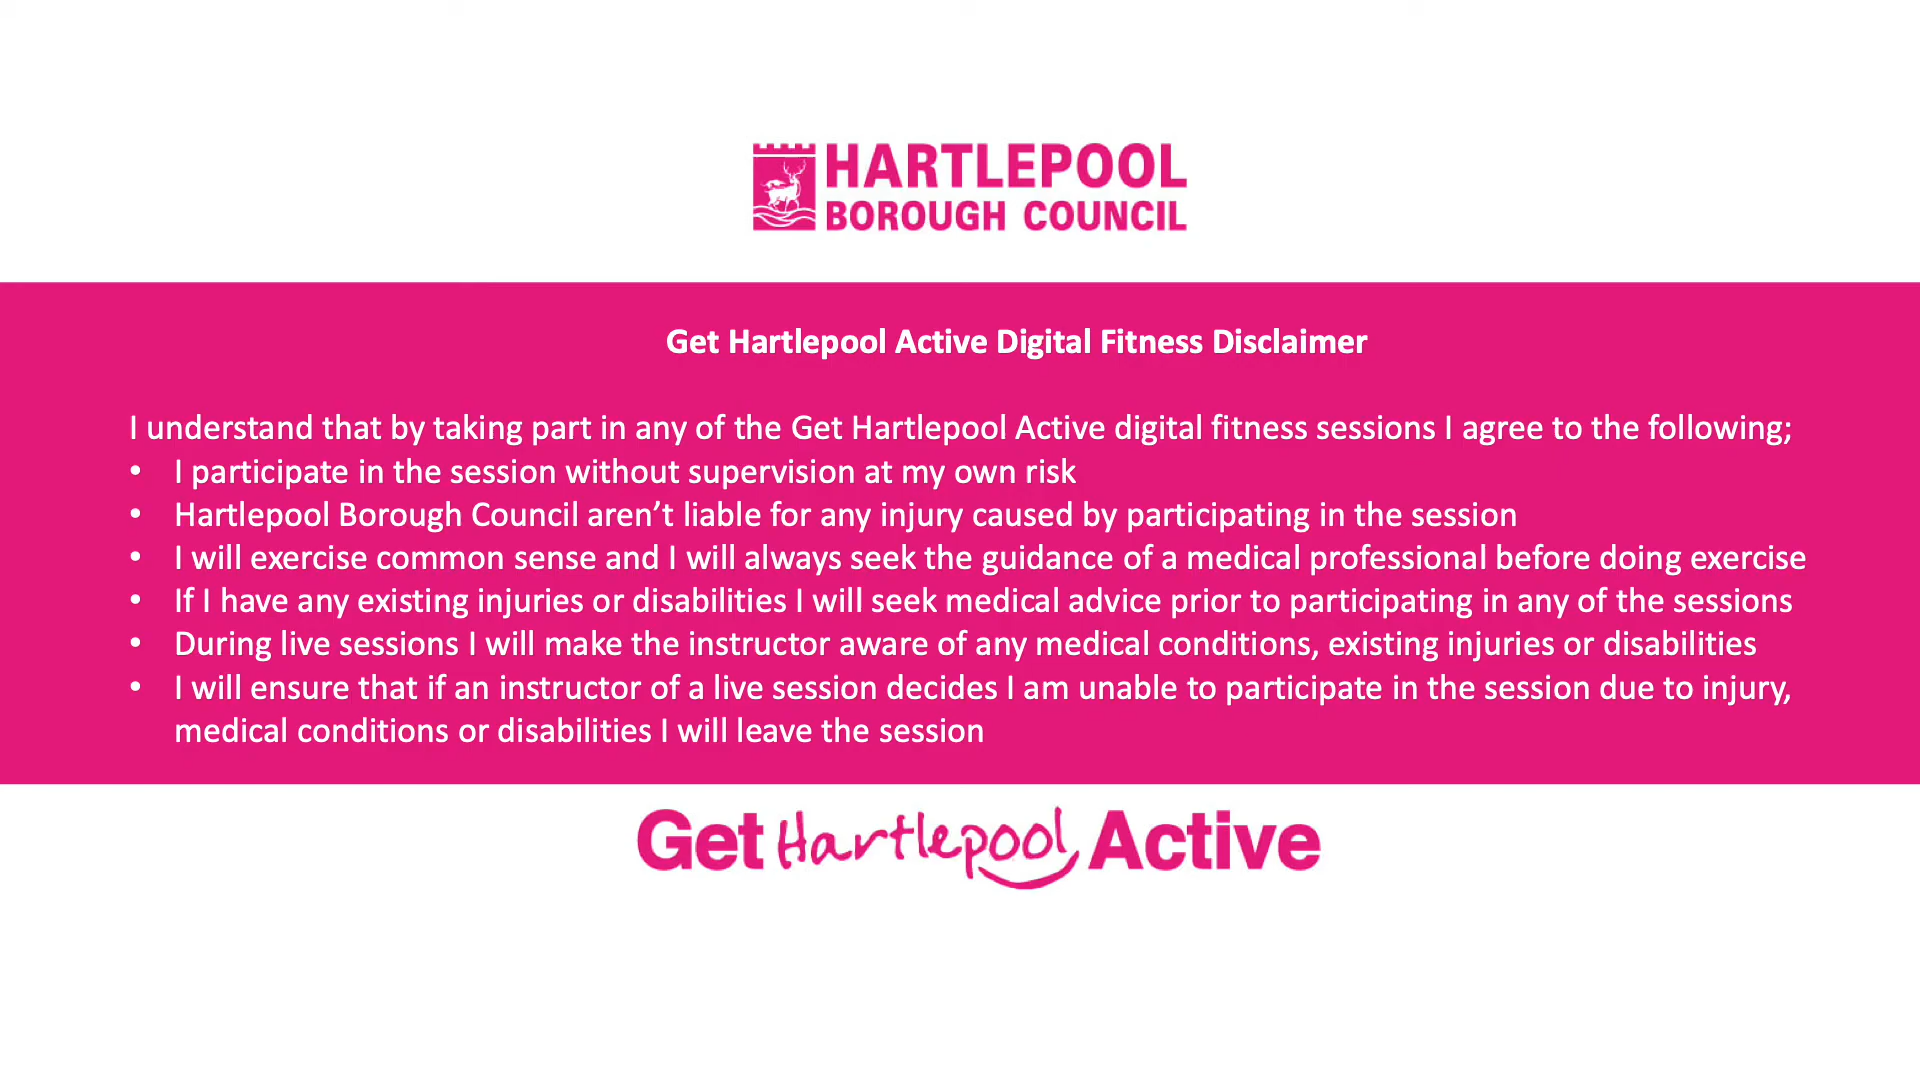 HARTLEPOOL
BOROUGH COUNCIL
Get Hartlepool Active Digital Fitness Disclaimer
I understand that by taking part in any of the Get Hartlepool Active digital fitness sessions I agree to the following;
• I participate in the session without supervision at my own risk
• Hartlepool Borough Council aren’t liable for any injury caused by participating in the session
• I will exercise common sense and I will always seek the guidance of a medical professional before doing exercise
• If I have any existing injuries or disabilities I will seek medical advice prior to participating in any of the sessions
• During live sessions I will make the instructor aware of any medical conditions, existing injuries or disabilities
• I will ensure that if an instructor of a live session decides I am unable to participate in the session due to injury,
medical conditions or disabilities I will leave the session
Get Hartlepool Active